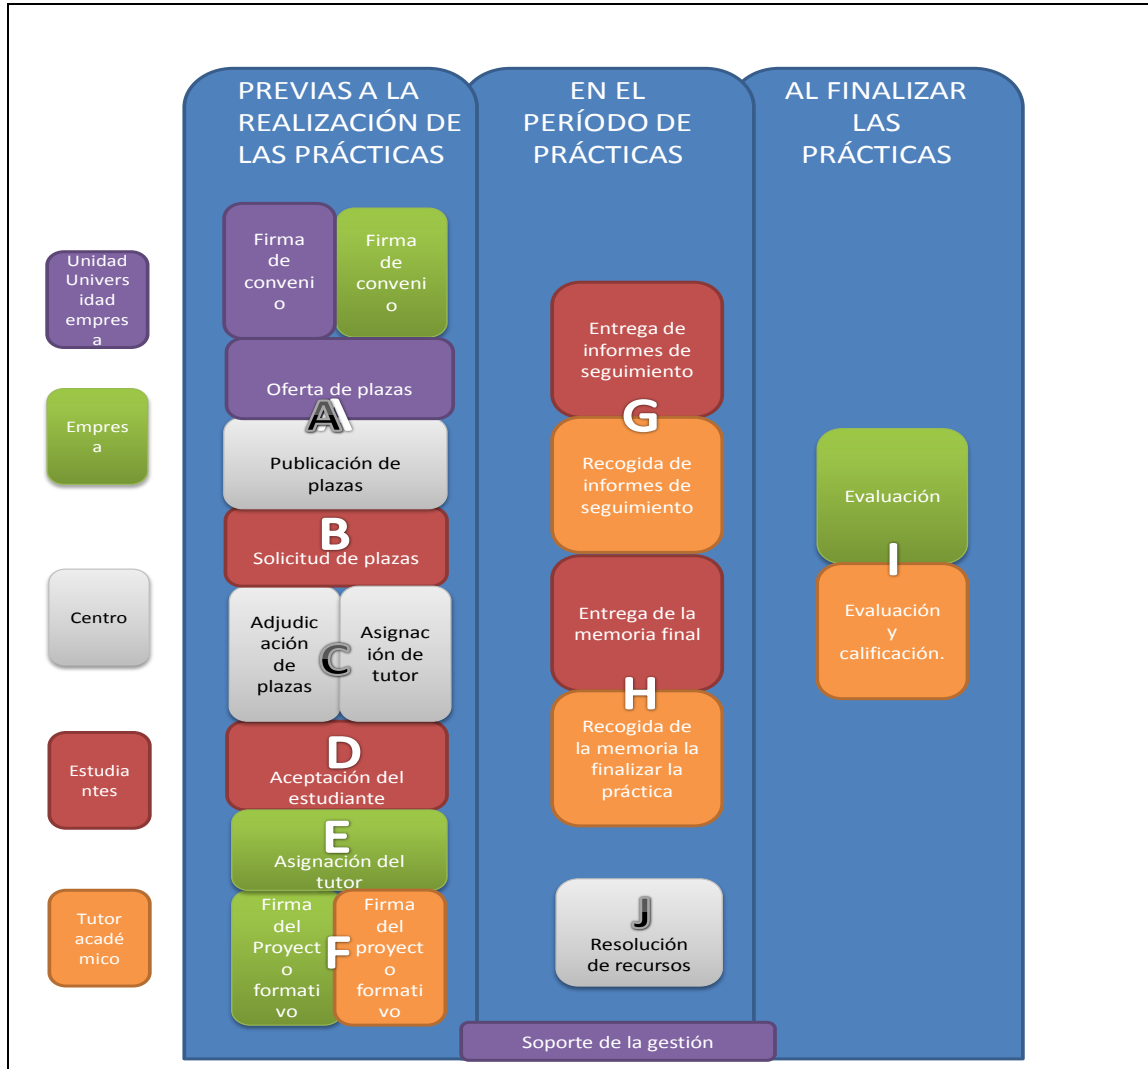 PREVIAS A LA
REALIZACIÓN DE
LAS PRÁCTICAS
EN EL
PERÍODO DE
PRÁCTICAS
AL FINALIZAR
LAS
PRÁCTICAS
Unidad
Univers
idad
empres
a
Empres
a
Centro
Estudia
ntes
Tutor
acadé
mico
Firma
de
conveni
o
Firma
de
conveni
o
Oferta de plazas
A
Publicación de
plazas
B
Solicitud de plazas
Adjudic
ación
de
plazas
C
Asignac
ión de
tutor
D
Aceptación del
estudiante
E
Asignación del
tutor
Firma
del
Proyect
o
formati
vo
F
Firma
del
proyect
o
formati
vo
Entrega de
informes de
seguimiento
G
Recogida de
informes de
seguimiento
Entrega de la
memoria final
H
Recogida de
la memoria la
finalizar la
práctica
J
Resolución
de recursos
Evaluación
I
Evaluación
y
calificación.
Soporte de la gestión